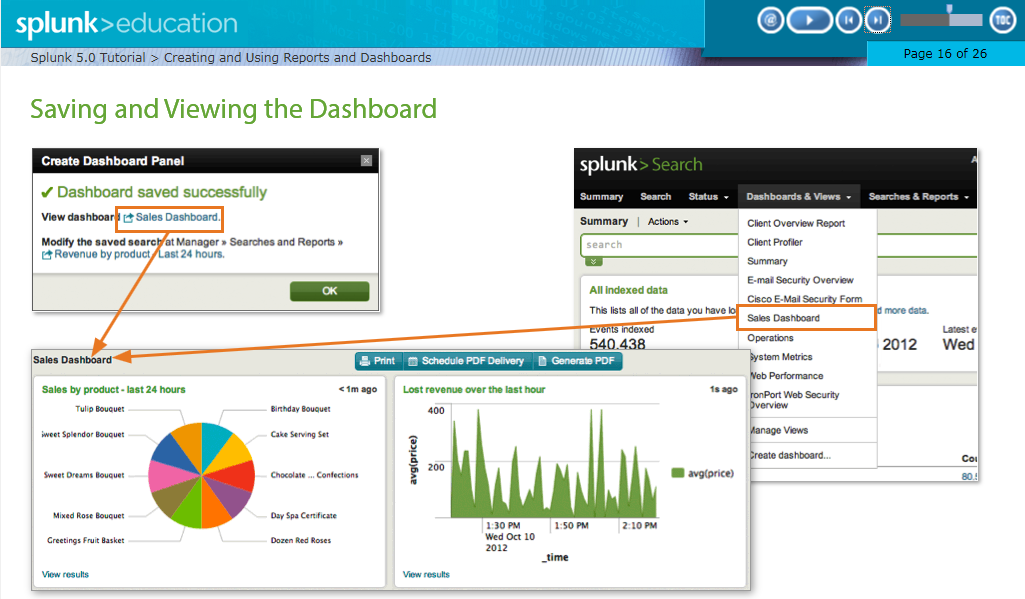 splunk>education
TOC
Splunk 5.0 Tutorial > Creating and Using Reports and Dashboards
Page 16 of 26
Saving and Viewing the Dashboard
Create Dashboard Panel
✔ Dashboard saved successfully
View dashboard Sales Dashboard.
Modify the saved search at Manager » Searches and Reports »
Revenue by product - Last 24 hours.
OK
splunk>Search
A
Summary Search Status Dashboards & Views Searches & Reports
Summary | Actions
search
All indexed data
This lists all of the data you have lo
d more data.
Events indexed
540,438
2012
Latest e
Wed
Client Overview Report
Client Profiler
Summary
E-mail Security Overview
Cisco E-Mail Security Form
Sales Dashboard
Operations
System Metrics
Web Performance
IronPort Web Security
Overview
Manage Views
Create dashboard...
Cou
80,5
Sales Dashboard
Print Schedule PDF Delivery Generate PDF
Sales by product - last 24 hours
< 1m ago
Tulip Bouquet
Sweet Splendor Bouquet
Sweet Dreams Bouquet
Mixed Rose Bouquet
Greetings Fruit Basket
Birthday Bouquet
Cake Serving Set
Chocolate ... Confections
Day Spa Certificate
Dozen Red Roses
View results
Lost revenue over the last hour
1s ago
400
200
avg(price)
avg(price)
1:30 PM 1:50 PM 2:10 PM
Wed Oct 10
2012
_time
View results